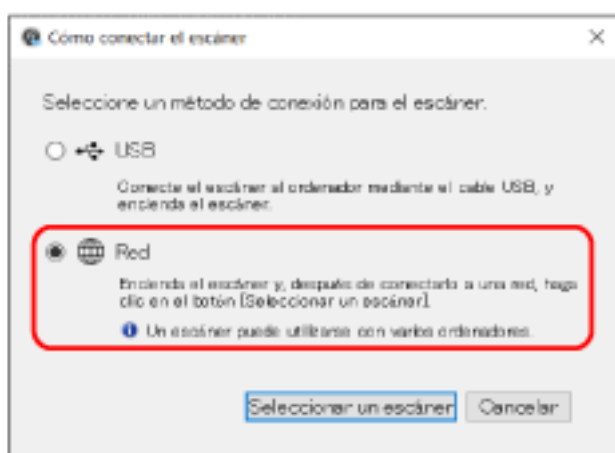 Cómo conectar el escáner
Seleccione un método de conexión para el escáner.
USB
Conecte el escáner al ordenador mediante el cable USB, y
encienda el escáner.
Red
Encienda el escáner y, después de conectarlo a una red, haga
clic en el botón [Seleccionar un escáner].
Un escáner puede utilizarse con varios ordenadores.
Seleccionar un escáner Cancelar